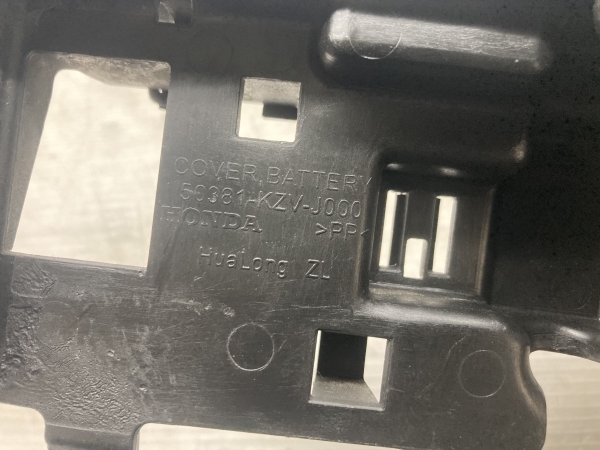 COVER,BATTERY
50381-KZV-J000
HONDA >PP<
HuaLong ZL